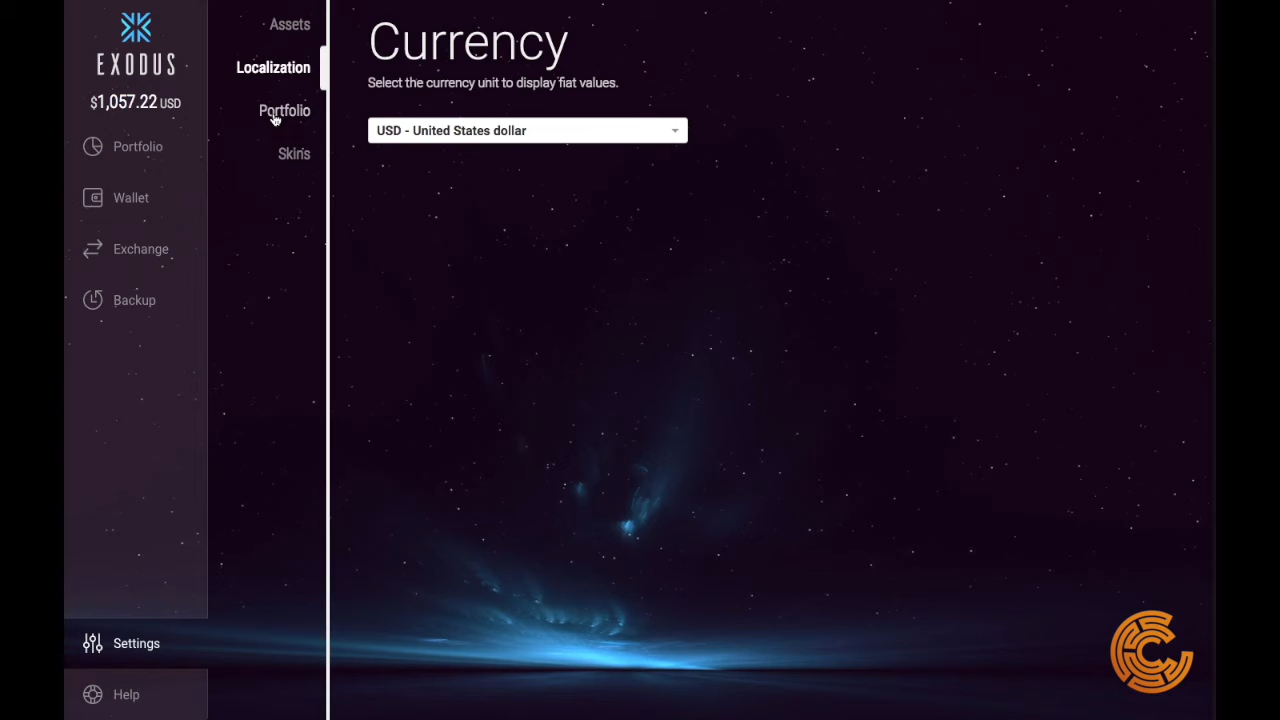 EXODUS
$1,057.22 USD
Portfolio
Wallet
Exchange
Backup
Settings
Help
Assets
Localization
Portfolio
Skins
Currency
Select the currency unit to display fiat values.
USD - United States dollar